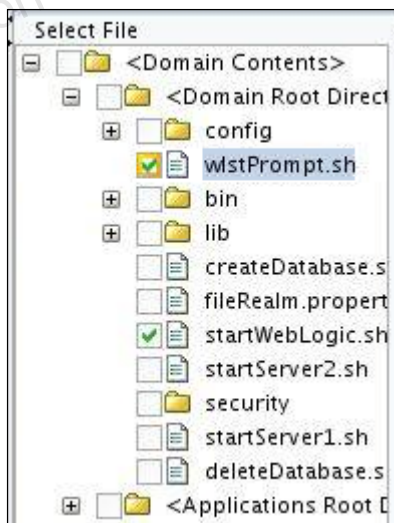 Select File
<Domain Contents>
<Domain Root Direct
config
wlstPrompt.sh
bin
lib
createDatabase.s
fileRealm.propert
startWebLogic.sh
startServer2.sh
security
startServer1.sh
deleteDatabase.s
<Applications Root D